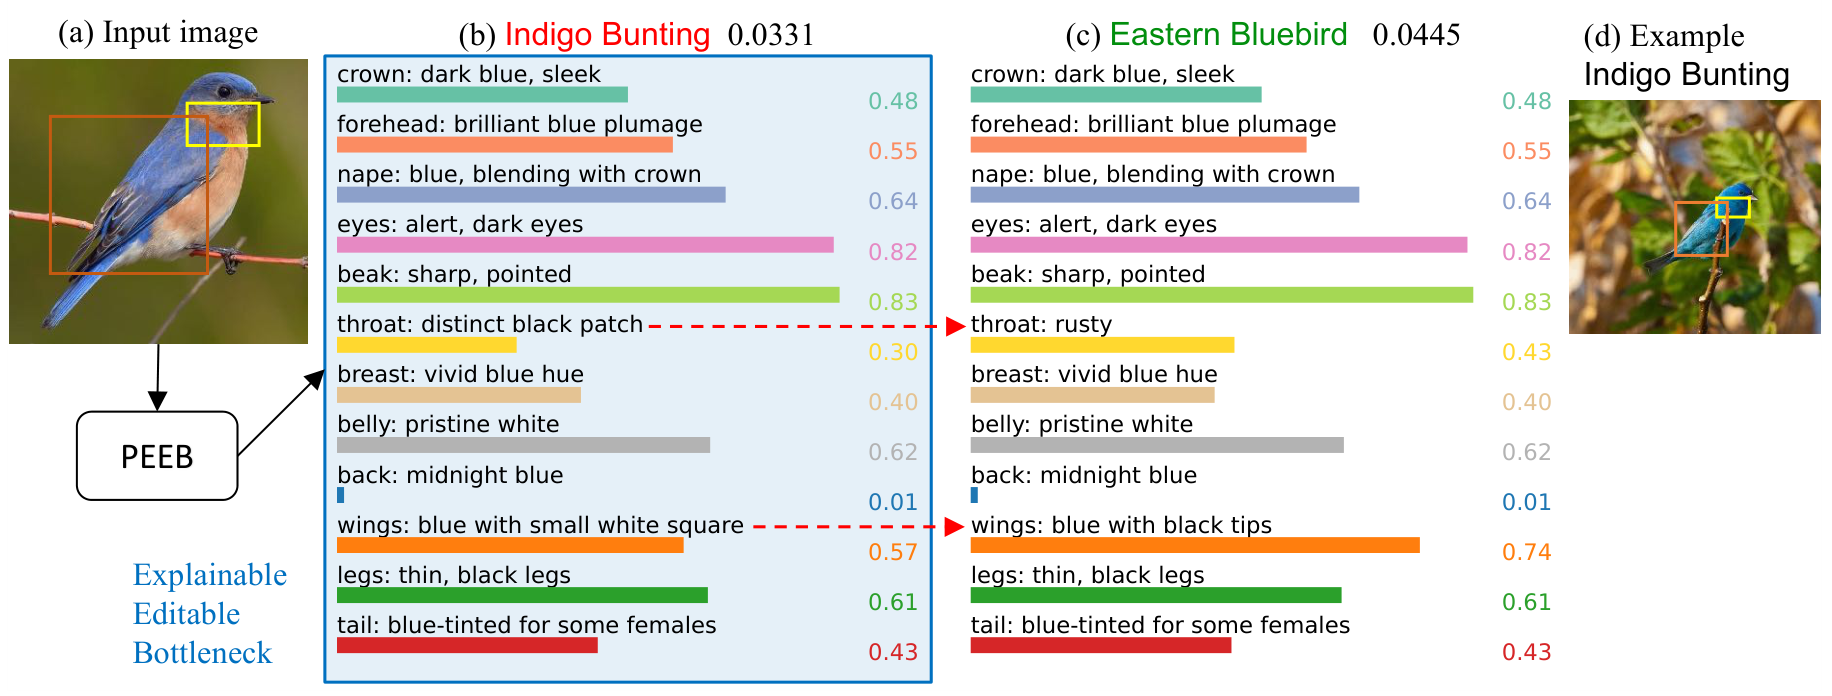 (a) Input image
PEEB
Explainable
Editable
Bottleneck
(b) Indigo Bunting 0.0331
crown: dark blue, sleek
0.48
forehead: brilliant blue plumage
0.55
nape: blue, blending with crown
0.64
eyes: alert, dark eyes
0.82
beak: sharp, pointed
0.83
throat: distinct black patch
0.30
breast: vivid blue hue
0.40
belly: pristine white
0.62
back: midnight blue
0.01
wings: blue with small white square
0.57
legs: thin, black legs
0.61
tail: blue-tinted for some females
0.43
(c) Eastern Bluebird 0.0445
crown: dark blue, sleek
0.48
forehead: brilliant blue plumage
0.55
nape: blue, blending with crown
0.64
eyes: alert, dark eyes
0.82
beak: sharp, pointed
0.83
throat: rusty
0.43
breast: vivid blue hue
0.40
belly: pristine white
0.62
back: midnight blue
0.01
wings: blue with black tips
0.74
legs: thin, black legs
0.61
tail: blue-tinted for some females
0.43
(d) Example
Indigo Bunting